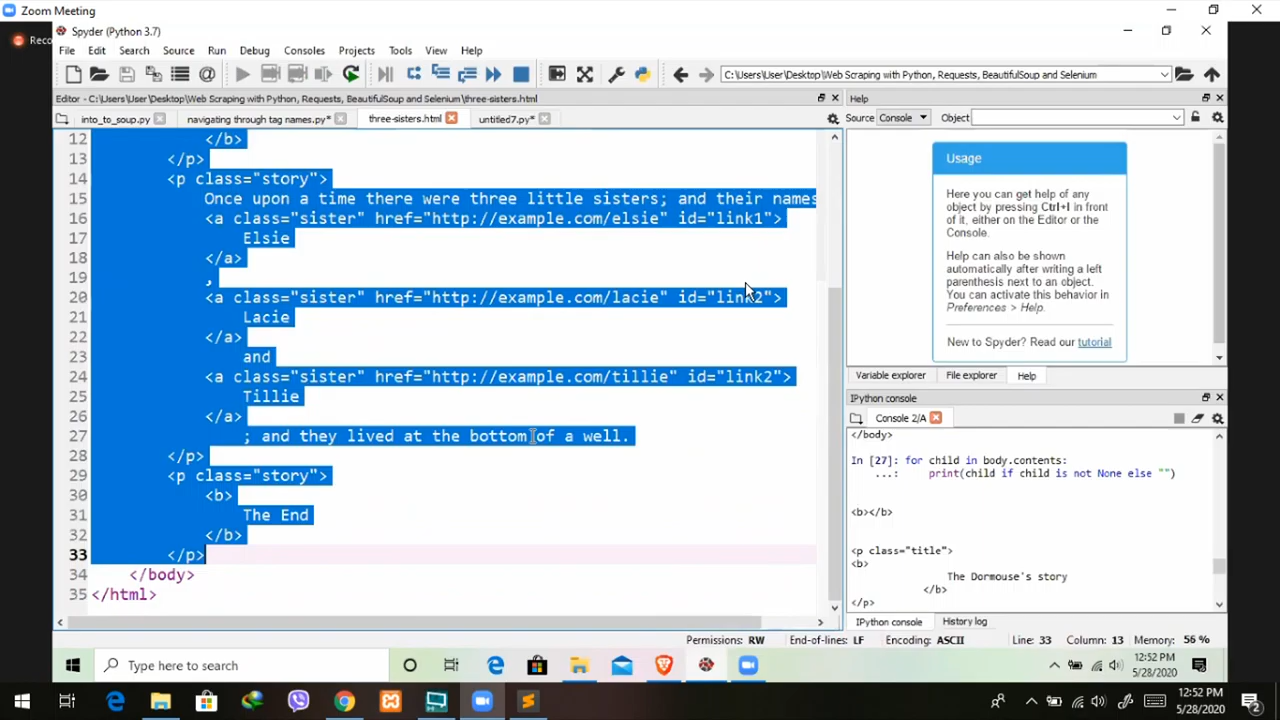 Zoom Meeting
Reco
Spyder (Python 3.7)
File Edit Search Source Run Debug Consoles Projects Tools View Help
C:\Users\User\Desktop\Web Scraping with Python, Requests, BeautifulSoup and Selenium
Editor - C:\Users\User\Desktop\Web Scraping with Python, Requests, BeautifulSoup and Selenium\three-sisters.html
into_to_soup.py navigating through tag names.py* three-sisters.html untitled7.py*
12 </b>
13 </p>
14 <p class="story">
15 Once upon a time there were three little sisters; and their names
16 <a class="sister" href="http://example.com/elsie" id="link1">
17 Elsie
18 </a>
19 ,
20 <a class="sister" href="http://example.com/lacie" id="link2">
21 Lacie
22 </a>
23 and
24 <a class="sister" href="http://example.com/tillie" id="link2">
25 Tillie
26 </a>
27 ; and they lived at the bottom of a well.
28 </p>
29 <p class="story">
30 <b>
31 The End
32 </b>
33 </p>
34 </body>
35 </html>
Help
Source Console Object
Usage
Here you can get help of any
object by pressing Ctrl+I in front
of it, either on the Editor or the
Console.
Help can also be shown
automatically after writing a left
parenthesis next to an object.
You can activate this behavior in
Preferences > Help.
New to Spyder? Read our tutorial
Variable explorer File explorer Help
IPython console
Console 2/A
</body>
In [27]: for child in body.contents:
...: print(child if child is not None else "")
<b></b>
<p class="title">
<b>
The Dormouse's story
</b>
</p>
IPython console History log
Permissions: RW End-of-lines: LF Encoding: ASCII Line: 33 Column: 13 Memory: 56 %
Type here to search
12:52 PM
5/28/2020
12:52 PM
5/28/2020
2